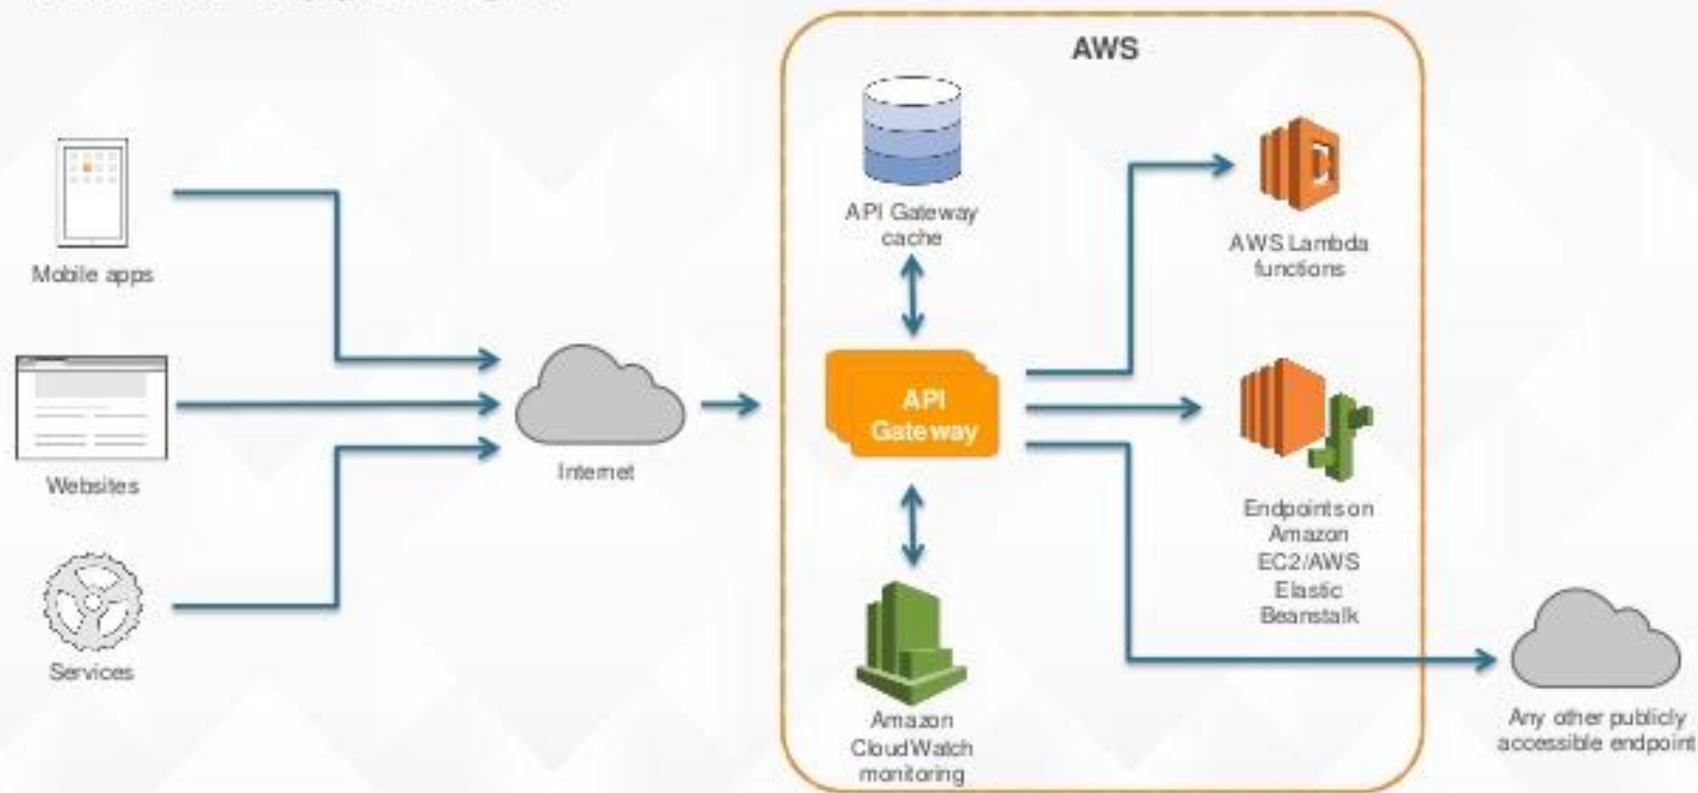 AWS
API Gateway
cache
AWS Lambda
functions
Mobile apps
API
Gateway
Websites
Internet
Endpoints on
Amazon
EC2/AWS
Elastic
Beanstalk
Services
Amazon
CloudWatch
monitoring
Any other publicly
accessible endpoint